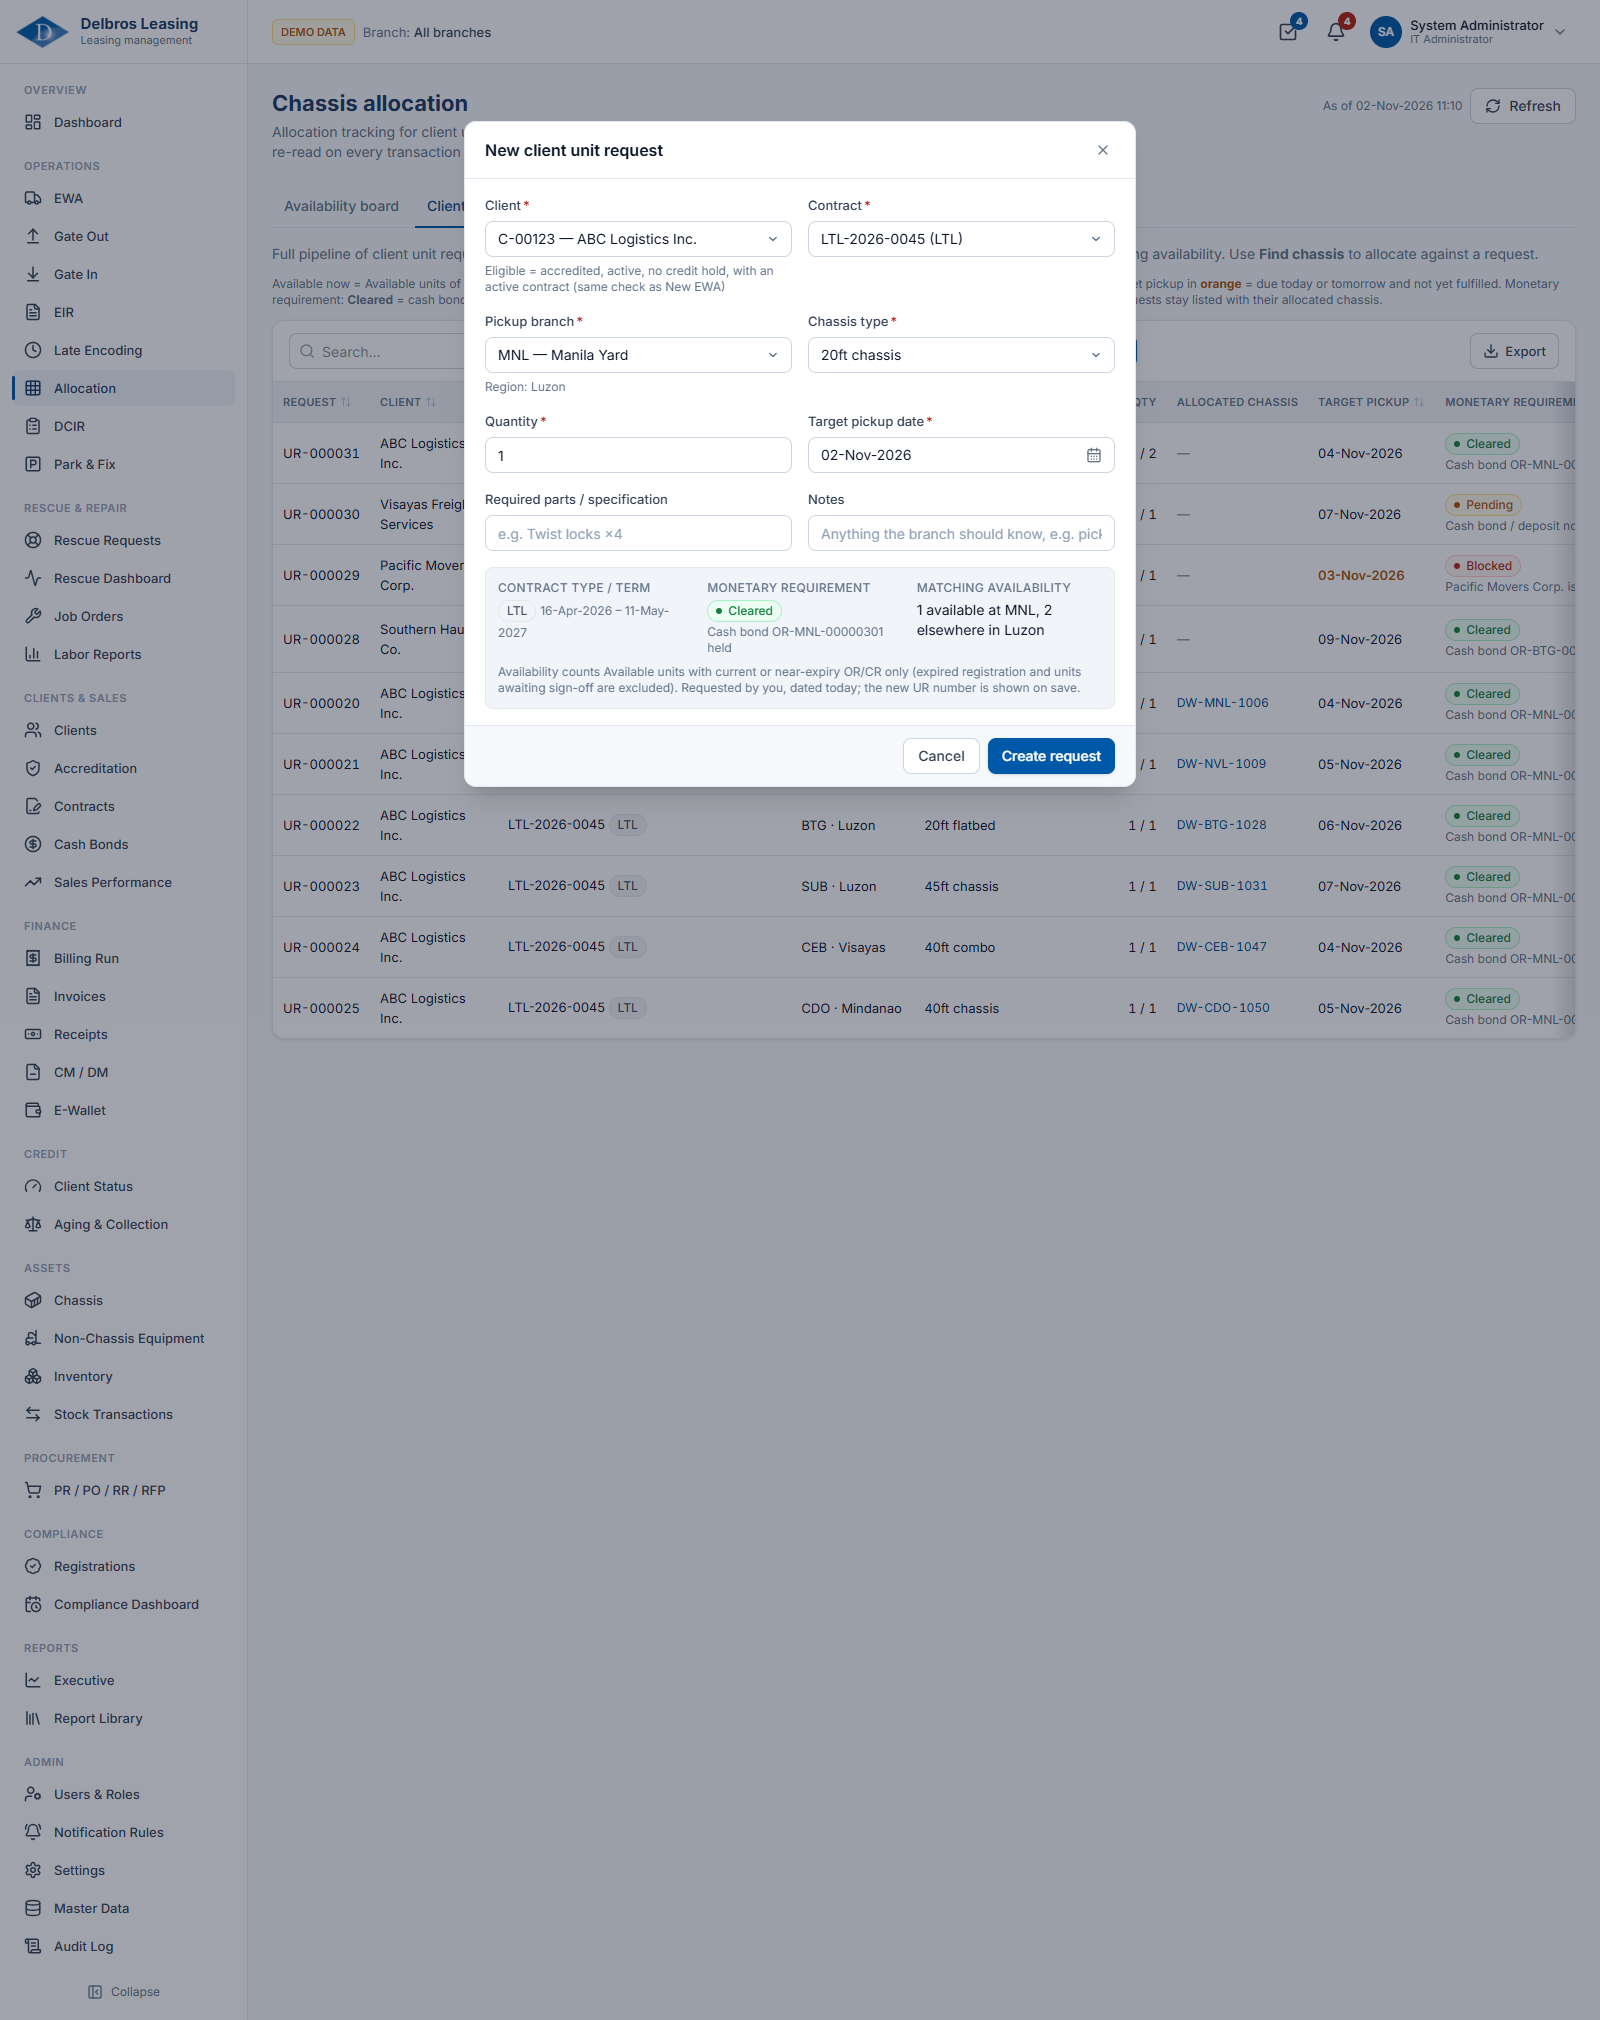 Delbros Leasing
Leasing management
DEMO DATA Branch: All branches
4
4
SA
System Administrator
IT Administrator
OVERVIEW
Dashboard
OPERATIONS
EWA
Gate Out
Gate In
EIR
Late Encoding
Allocation
DCIR
Park & Fix
RESCUE & REPAIR
Rescue Requests
Rescue Dashboard
Job Orders
Labor Reports
CLIENTS & SALES
Clients
Accreditation
Contracts
Cash Bonds
Sales Performance
FINANCE
Billing Run
Invoices
Receipts
CM / DM
E-Wallet
CREDIT
Client Status
Aging & Collection
ASSETS
Chassis
Non-Chassis Equipment
Inventory
Stock Transactions
PROCUREMENT
PR / PO / RR / RFP
COMPLIANCE
Registrations
Compliance Dashboard
REPORTS
Executive
Report Library
ADMIN
Users & Roles
Notification Rules
Settings
Master Data
Audit Log
Collapse
Chassis allocation
As of 02-Nov-2026 11:10 Refresh
Allocation tracking for client
re-read on every transaction
Availability board Client
Full pipeline of client unit ng availability. Use Find chassis to allocate against a request.
Available now = Available units of pickup in orange = due today or tomorrow and not yet fulfilled. Monetary
requirement: Cleared = cash stay listed with their allocated chassis.
Search... Export
REQUEST CLIENT QTY ALLOCATED CHASSIS TARGET PICKUP MONETARY
UR-000031 ABC Logistics Inc. / 2 — 04-Nov-2026 Cleared Cash bond
UR-000030 Visayas Services / 1 — 07-Nov-2026 Pending Cash bond / deposit
UR-000029 Pacific Corp. / 1 — 03-Nov-2026 Blocked Pacific Movers Corp. is
UR-000028 Southern Co. / 1 — 09-Nov-2026 Cleared Cash bond
UR-000020 ABC Logistics Inc. / 1 DW-MNL-1006 04-Nov-2026 Cleared Cash bond
UR-000021 ABC Logistics Inc. / 1 DW-NVL-1009 05-Nov-2026 Cleared Cash bond
UR-000022 ABC Logistics Inc. LTL-2026-0045 LTL BTG · Luzon 20ft flatbed 1 / 1 DW-BTG-1028 06-Nov-2026 Cleared Cash bond
UR-000023 ABC Logistics Inc. LTL-2026-0045 LTL SUB · Luzon 45ft chassis 1 / 1 DW-SUB-1031 07-Nov-2026 Cleared Cash bond
UR-000024 ABC Logistics Inc. LTL-2026-0045 LTL CEB · Visayas 40ft combo 1 / 1 DW-CEB-1047 04-Nov-2026 Cleared Cash bond
UR-000025 ABC Logistics Inc. LTL-2026-0045 LTL CDO · Mindanao 40ft chassis 1 / 1 DW-CDO-1050 05-Nov-2026 Cleared Cash bond
New client unit request
Client* Contract*
C-00123 — ABC Logistics Inc. LTL-2026-0045 (LTL)
Eligible = accredited, active, no credit hold, with an
active contract (same check as New EWA)
Pickup branch* Chassis type*
MNL — Manila Yard 20ft chassis
Region: Luzon
Quantity* Target pickup date*
1 02-Nov-2026
Required parts / specification Notes
e.g. Twist locks ×4 Anything the branch should know, e.g.
CONTRACT TYPE / TERM MONETARY REQUIREMENT MATCHING AVAILABILITY
LTL 16-Apr-2026 – 11-May-2027
Cleared
Cash bond OR-MNL-00000301
held
1 available at MNL, 2
elsewhere in Luzon
Availability counts Available units with current or near-expiry OR/CR only (expired registration and units
awaiting sign-off are excluded). Requested by you, dated today; the new UR number is shown on save.
Cancel Create request